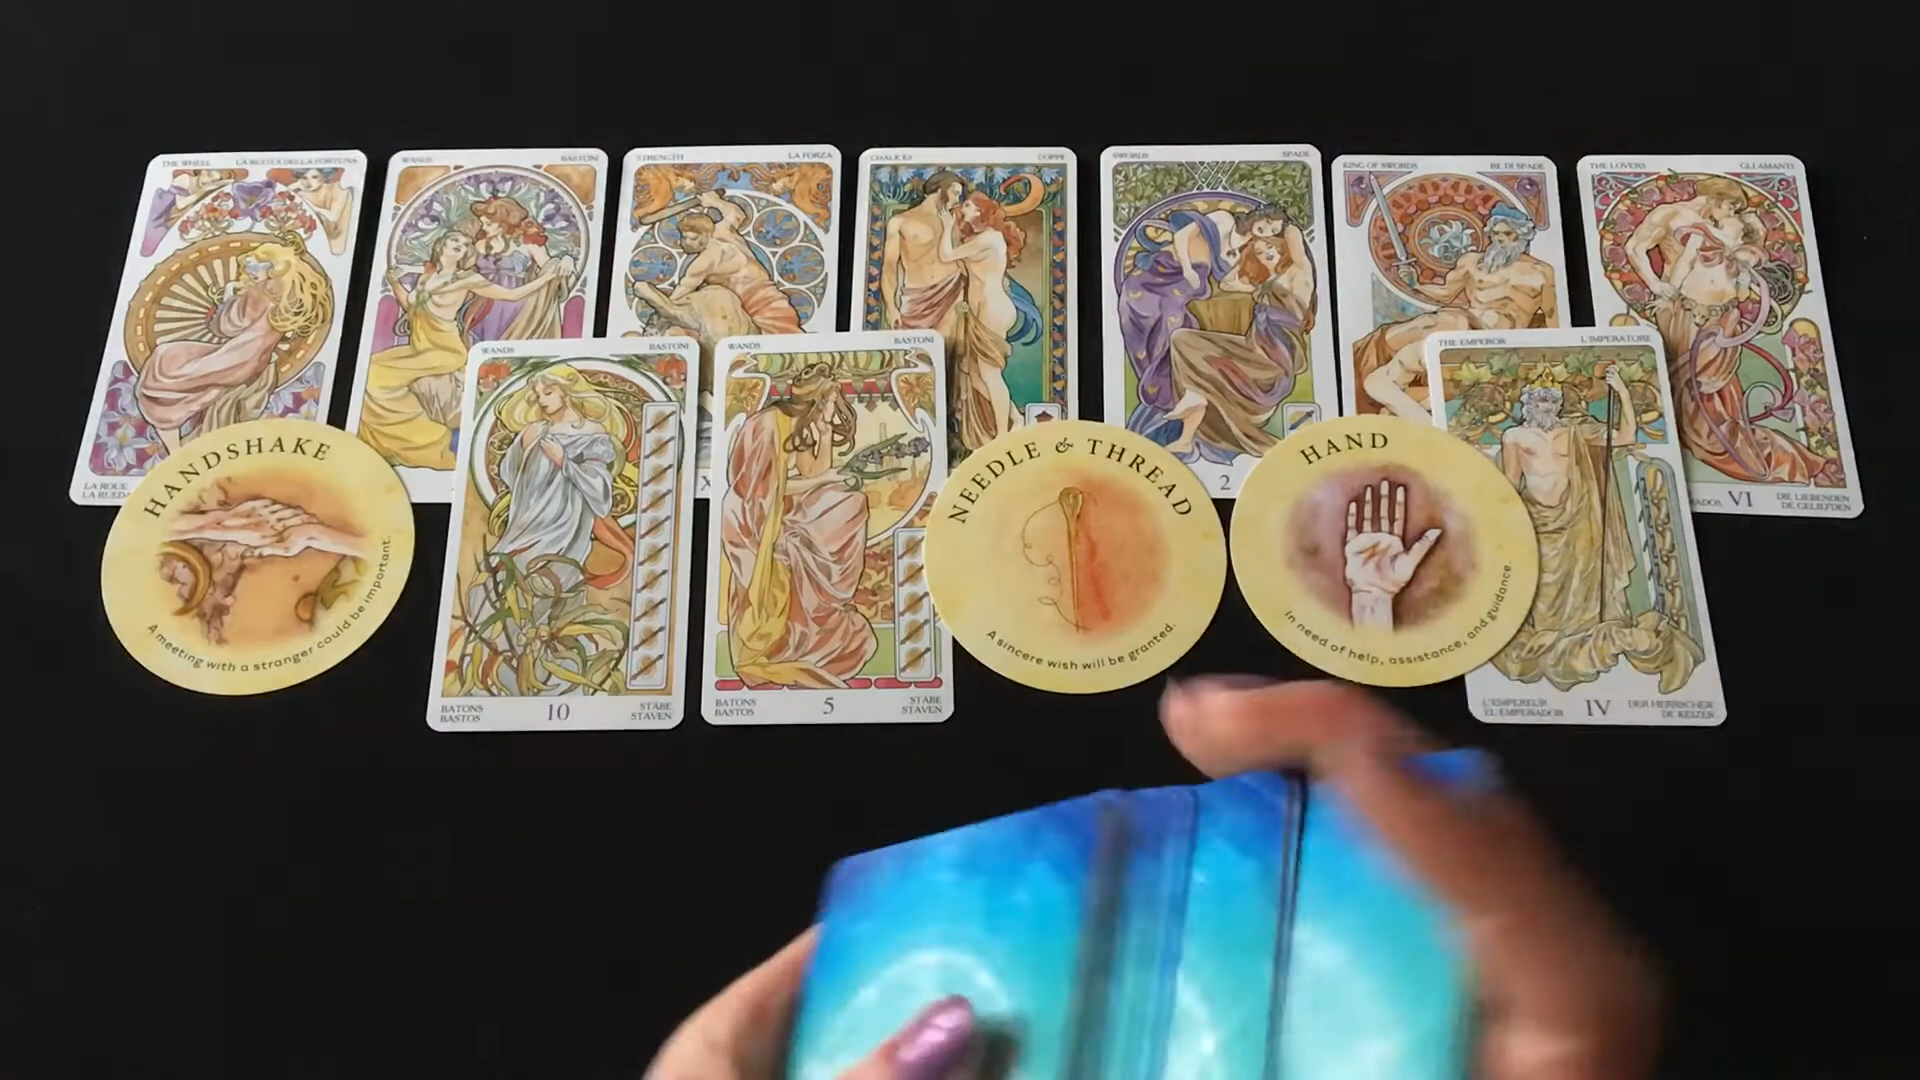 THE WHEEL LA RUOTA DELLA FORTUNA
WANDS BASTONI
STRENGTH LA FORZA
CHALICES COPPE
SWORDS SPADE
KING OF SWORDS RE DI SPADE
THE LOVERS GLI AMANTI
LA ROUE
LA RUEDA
X
2
VI DIE LIEBENDEN
DE GELIEFDEN
WANDS BASTONI
WANDS BASTONI
THE EMPEROR L'IMPERATORE
HANDSHAKE
A meeting with a stranger could be important.
NEEDLE & THREAD
A sincere wish will be granted.
HAND
In need of help, assistance, and guidance.
BATONS 10 STÄBE
BASTOS STAVEN
BATONS 5 STÄBE
BASTOS STAVEN
L'EMPEREUR IV DER HERRSCHER
EL EMPERADOR DE KEIZER